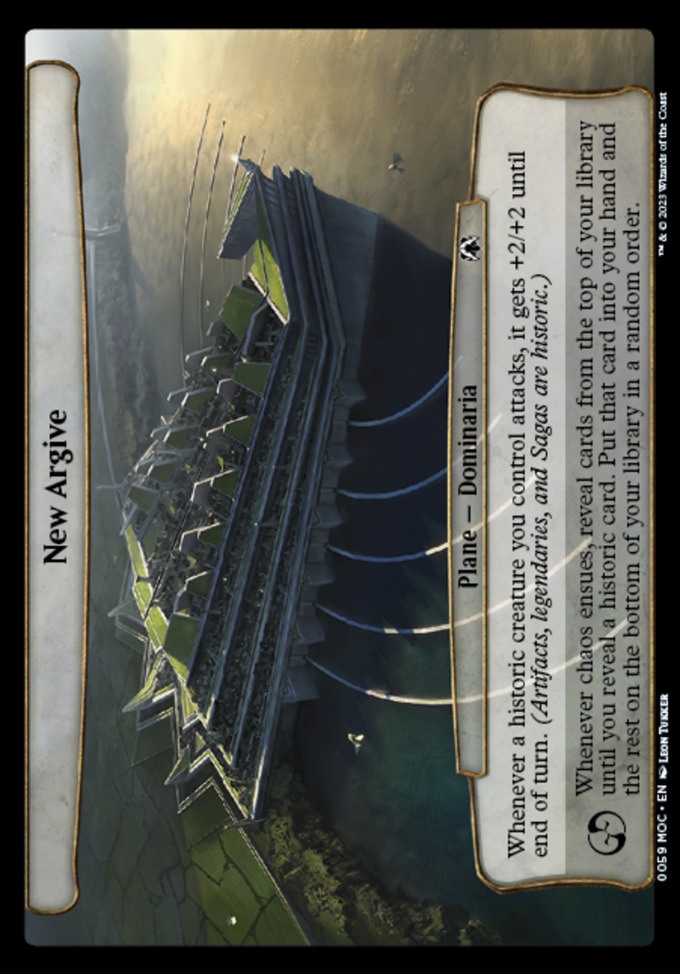 New Argive
Plane — Dominaria
Whenever a historic creature you control attacks, it gets +2/+2 until
end of turn. (Artifacts, legendaries, and Sagas are historic.)
Whenever chaos ensues, reveal cards from the top of your library
until you reveal a historic card. Put that card into your hand and
the rest on the bottom of your library in a random order.
0059 MOC • EN LEON TUKKER
™ & © 2023 Wizards of the Coast